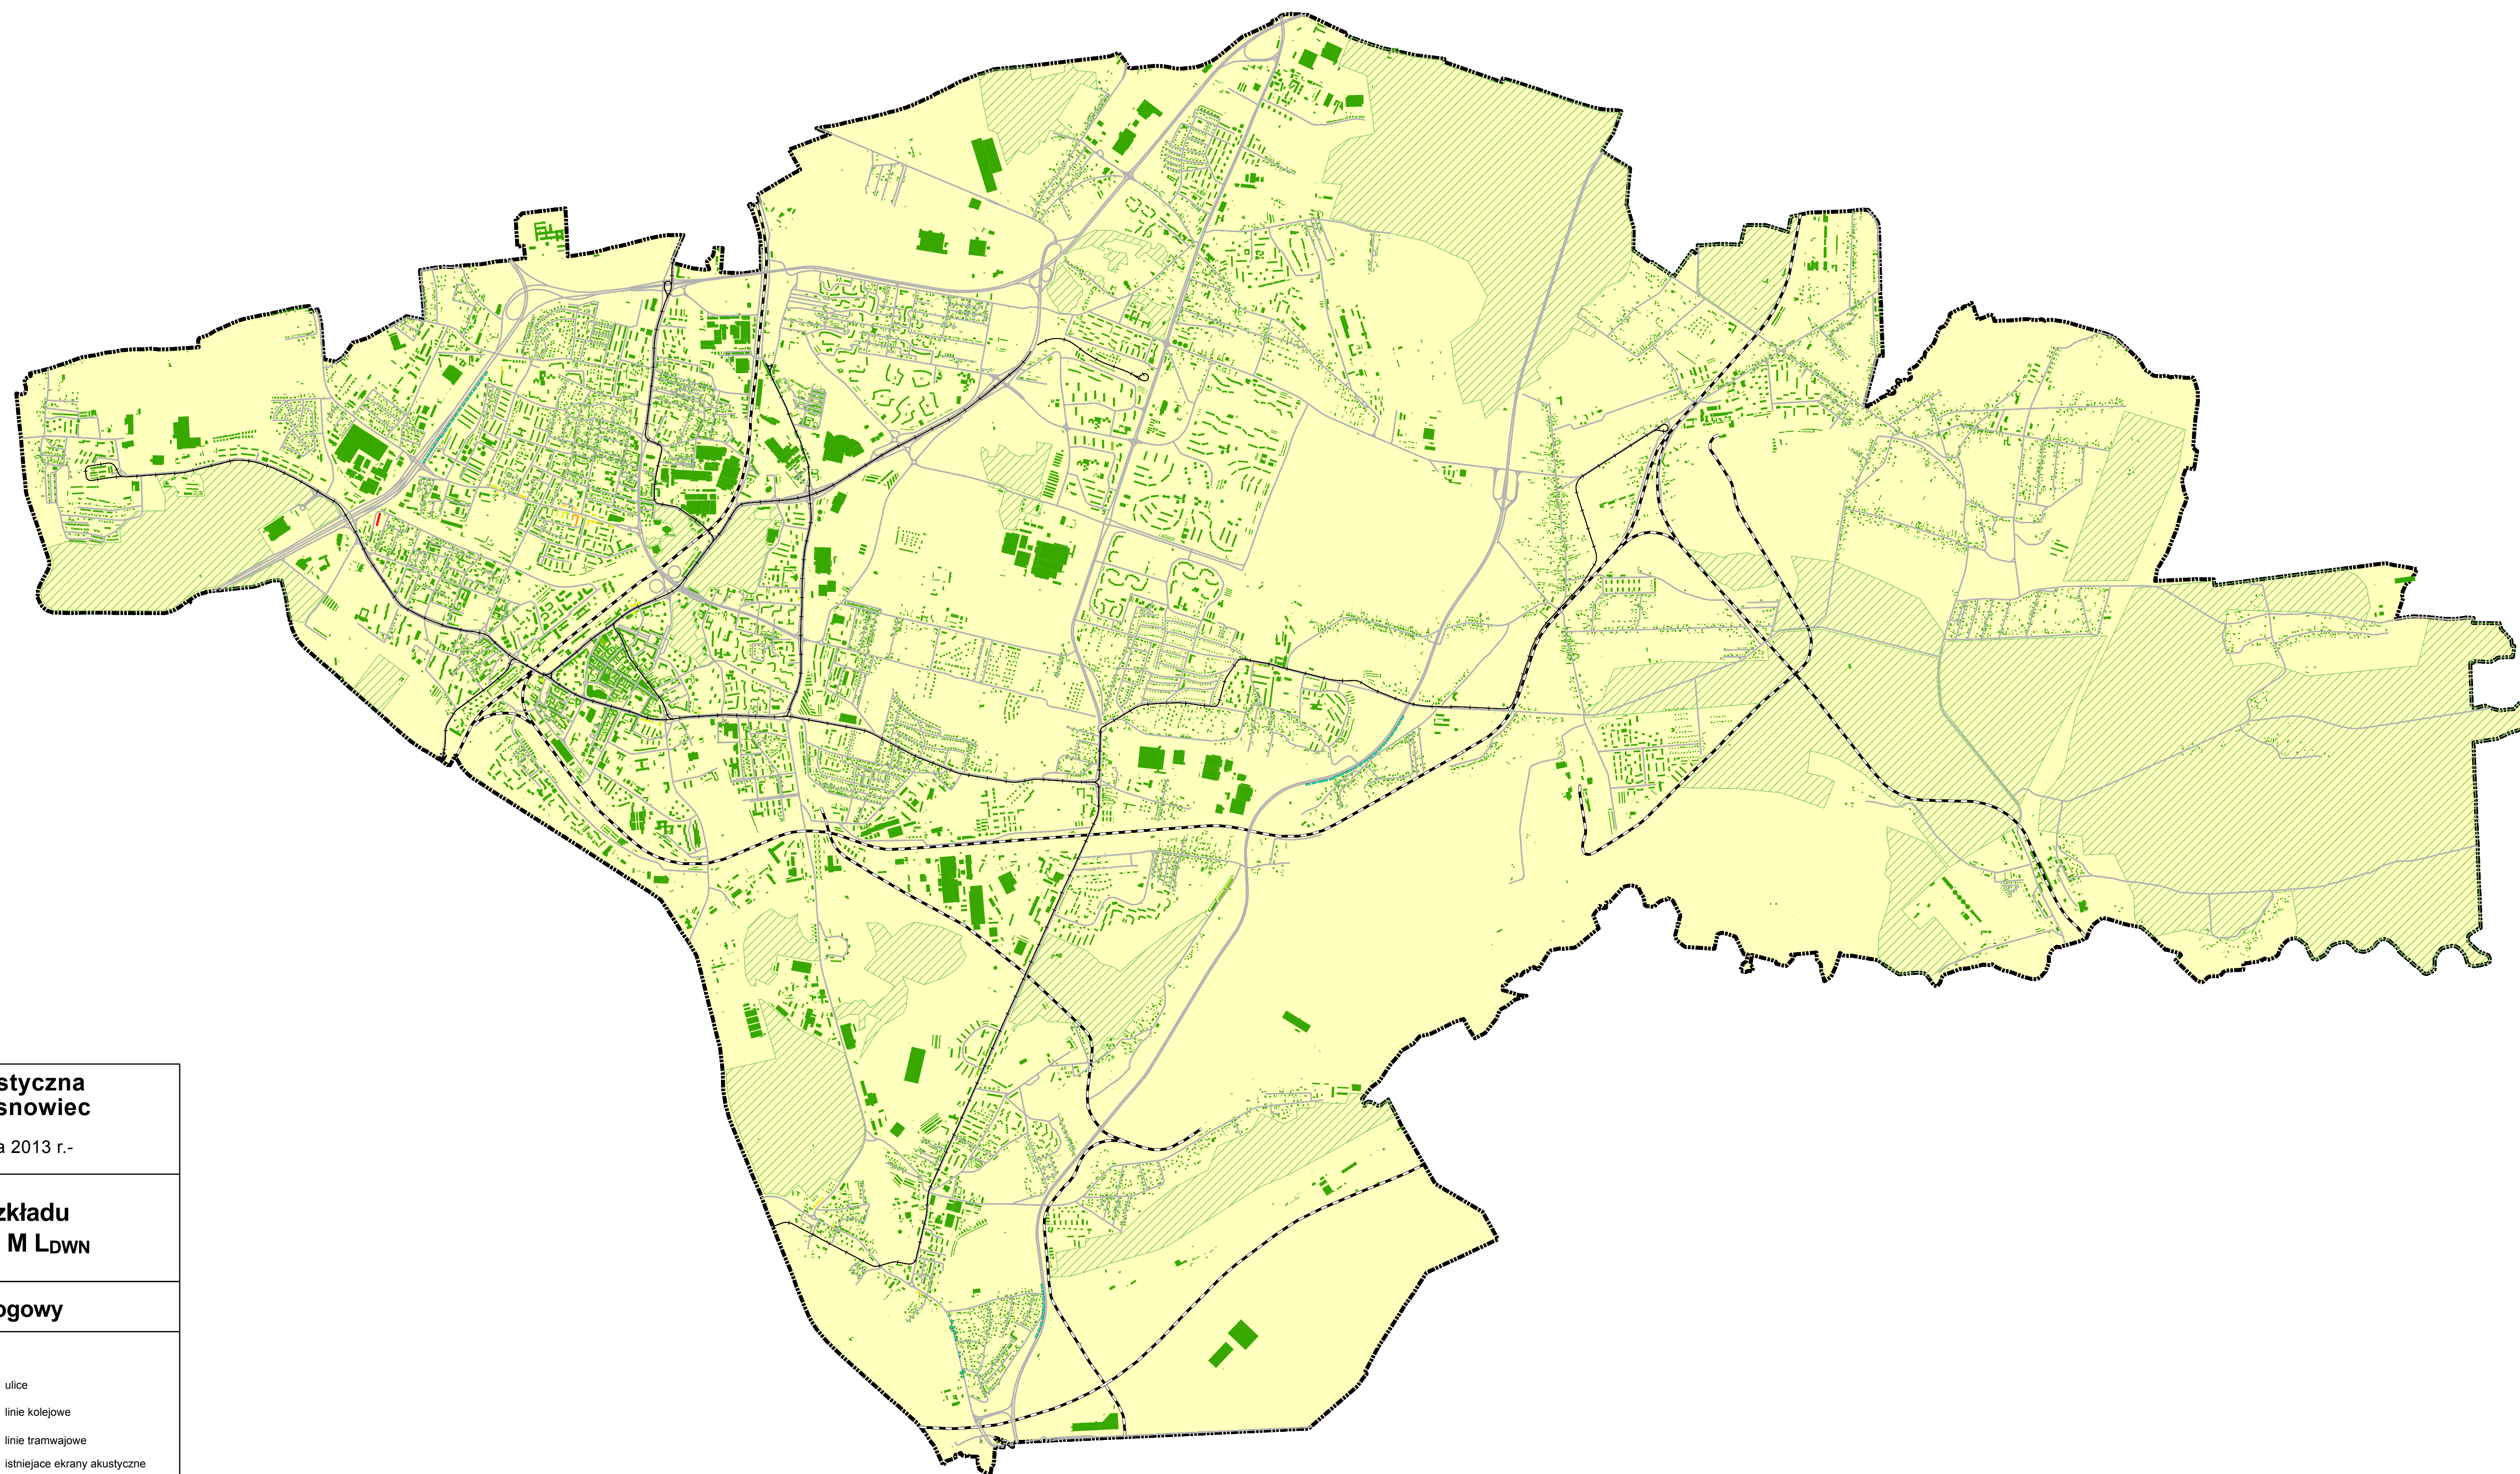 styczna
snowiec
a 2013 r.-
zkładu
M LDWN
ogowy
ulice
linie kolejowe
linie tramwajowe
istniejace ekrany akustyczne